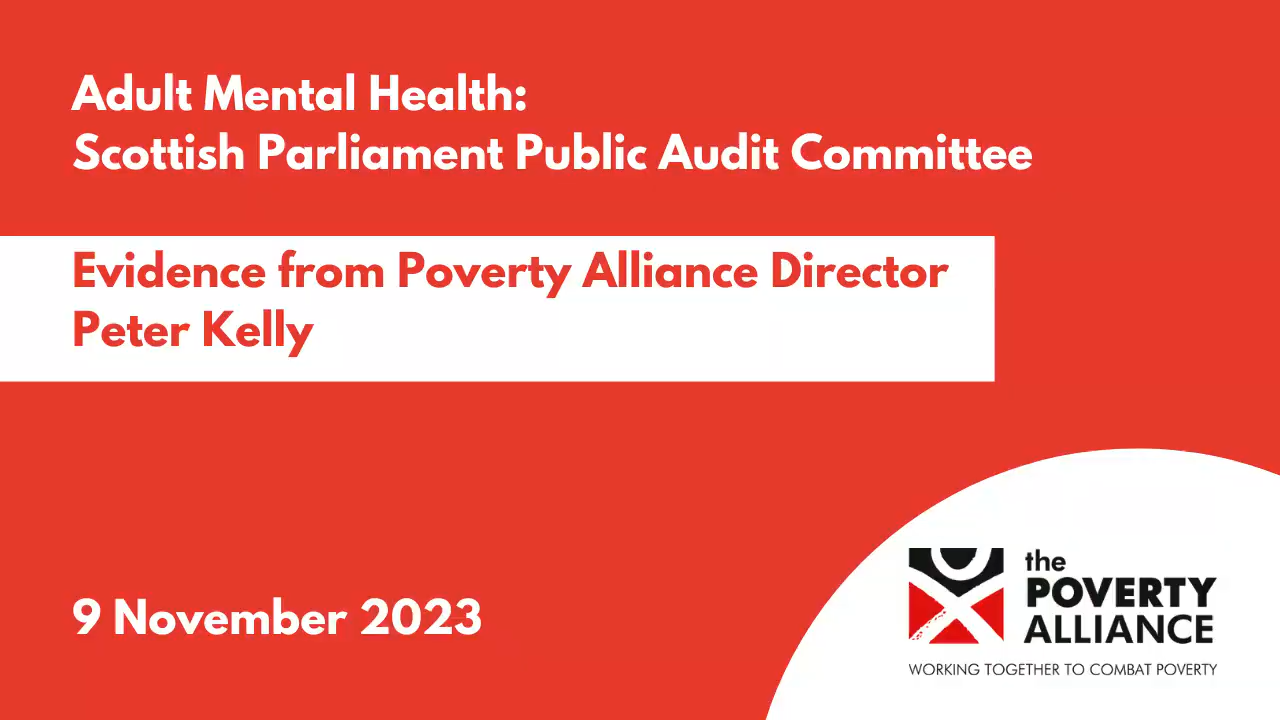 Adult Mental Health:
Scottish Parliament Public Audit Committee
Evidence from Poverty Alliance Director
Peter Kelly
9 November 2023
the
POVERTY
ALLIANCE
WORKING TOGETHER TO COMBAT POVERTY